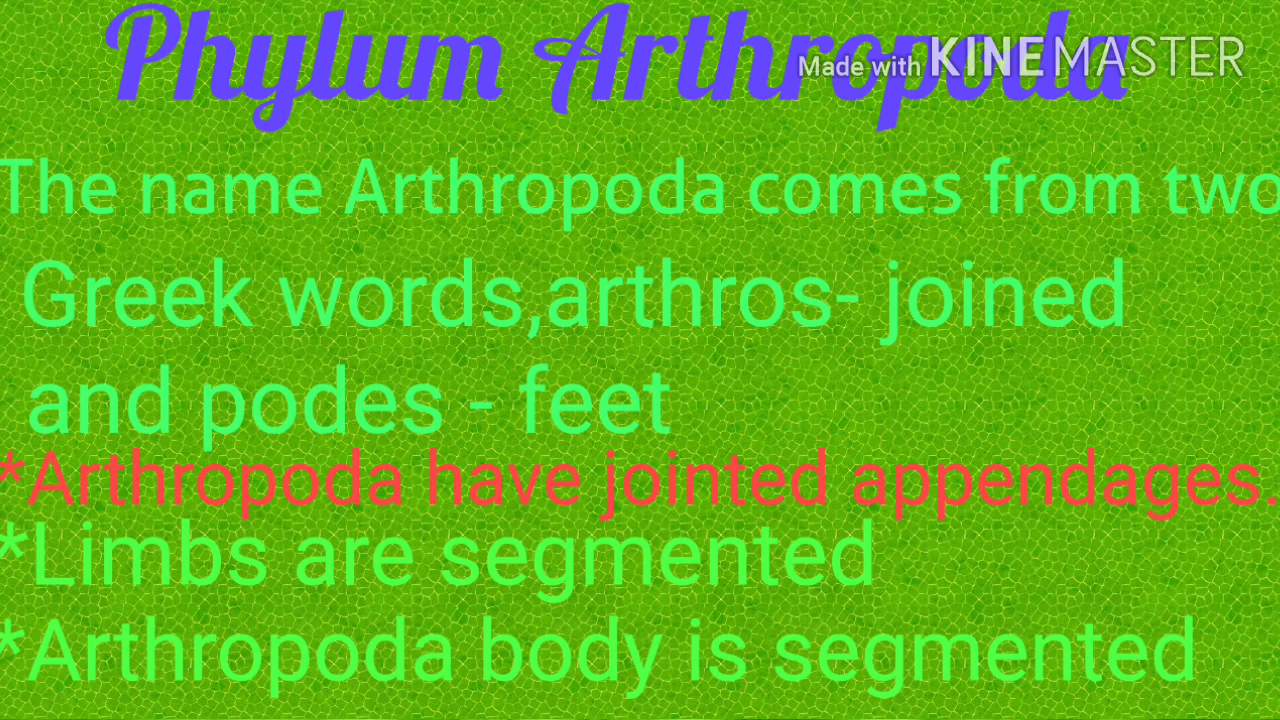 Phylum Arthropoda
Made with KINEMASTER
The name Arthropoda comes from two
Greek words,arthros- joined
and podes - feet
*Arthropoda have jointed appendages.
*Limbs are segmented
*Arthropoda body is segmented